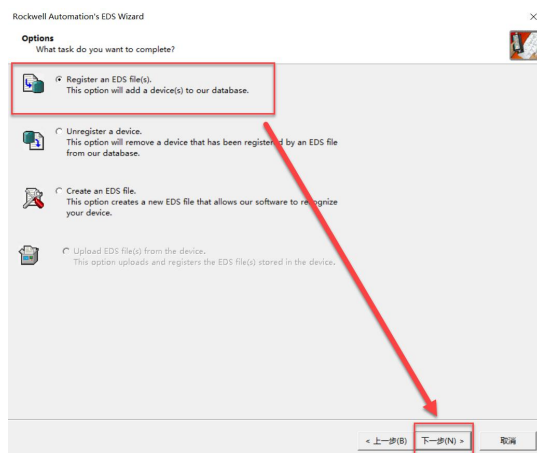 Rockwell Automation's EDS Wizard
Options
What task do you want to complete?
Register an EDS file(s).
This option will add a device(s) to our database.
Unregister a device.
This option will remove a device that has been registered by an EDS file
from our database.
Create an EDS file.
This option creates a new EDS file that allows our software to recognize
your device.
Upload EDS file(s) from the device.
This option uploads and registers the EDS file(s) stored in the device.
< 上一步(B) 下一步(N) > 取消